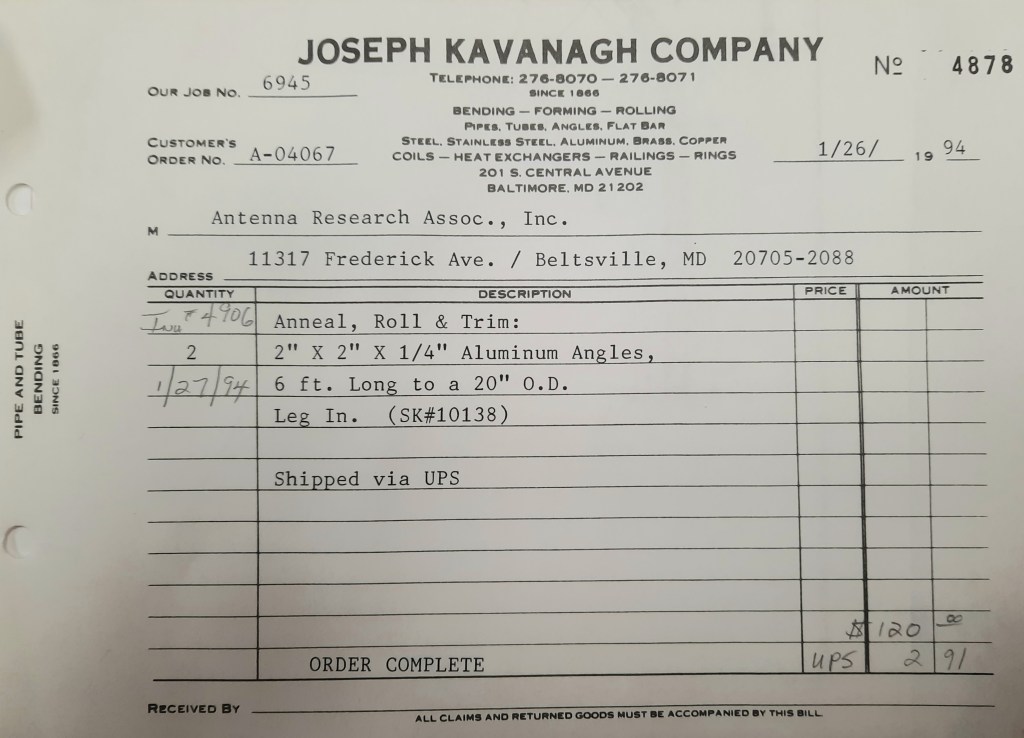 JOSEPH KAVANAGH COMPANY
Nº 4878
TELEPHONE: 276-8070 — 276-8071
SINCE 1866
OUR JOB NO. 6945
BENDING — FORMING — ROLLING
PIPES, TUBES, ANGLES, FLAT BAR
STEEL, STAINLESS STEEL, ALUMINUM, BRASS, COPPER
COILS — HEAT EXCHANGERS — RAILINGS — RINGS
201 S. CENTRAL AVENUE
BALTIMORE, MD 21202
CUSTOMER'S
ORDER NO. A-04067
1/26/ 19 94
M Antenna Research Assoc., Inc.
ADDRESS 11317 Frederick Ave. / Beltsville, MD 20705-2088
QUANTITY DESCRIPTION PRICE AMOUNT
Inv # 4906 Anneal, Roll & Trim:
2 2" X 2" X 1/4" Aluminum Angles,
1/27/94 6 ft. Long to a 20" O.D.
Leg In. (SK#10138)
Shipped via UPS
$ 120 00
ORDER COMPLETE UPS 2 91
RECEIVED BY
ALL CLAIMS AND RETURNED GOODS MUST BE ACCOMPANIED BY THIS BILL
PIPE AND TUBE
BENDING
SINCE 1866